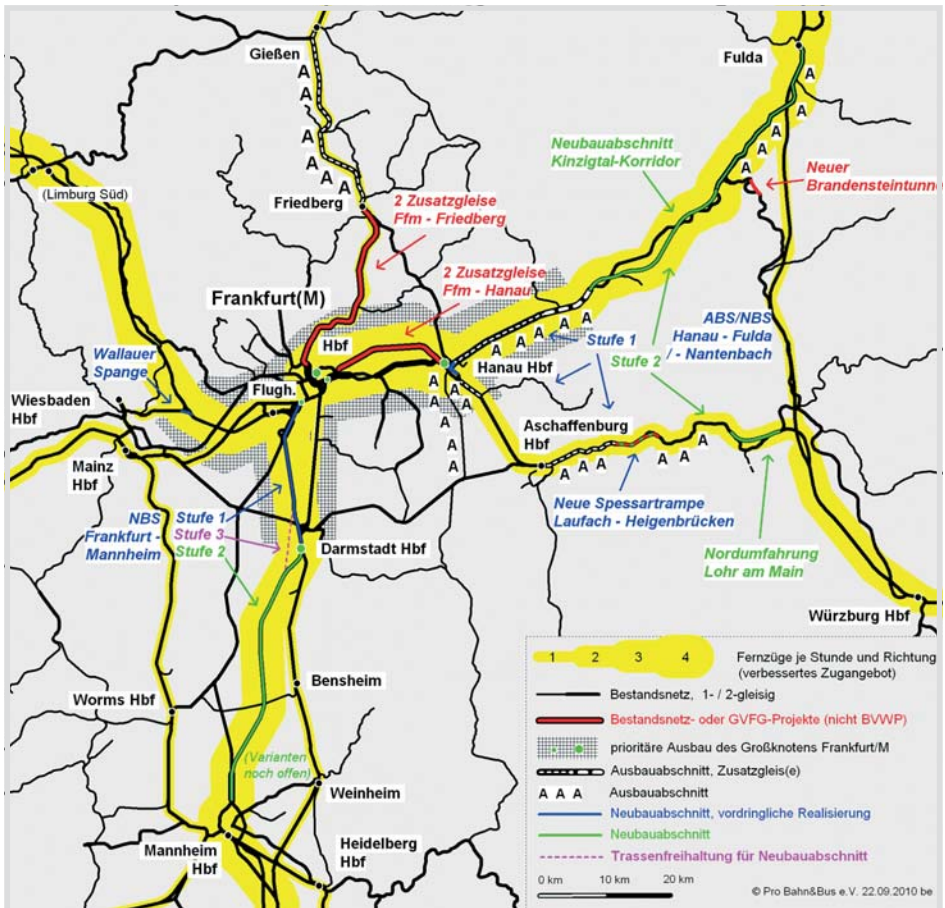 Gießen
Fulda
A
A
A
A
A
A
A
A
A
A
A
Neubauabschnitt
Kinzigtal-Korridor
Neuer
Brandensteintunne
(Limburg Süd)
Friedberg
2 Zusatzgleise
Ffm - Friedberg
2 Zusatzgleise
Ffm - Hanau
Frankfurt(M)
Hbf
ABS/NBS
Hanau - Fulda
/ - Nantenbach
Stufe 1
Stufe 2
A A A A A
Wallauer
Spange
Flugh.
Hanau Hbf
Wiesbaden
Hbf
A A
A A A
A
A
A
Aschaffenburg
Hbf
A A A
A A A
Mainz
Hbf
NBS
Frankfurt -
Mannheim
Stufe 1
Stufe 3
Stufe 2
Neue Spessartrampe
Laufach - Heigenbrücken
Darmstadt Hbf
Nordumfahrung
Lohr am Main
Würzburg Hbf
Bensheim
Worms Hbf
(Varianten
noch offen)
Weinheim
Mannheim
Hbf
Heidelberg
Hbf
1 2 3 4 Fernzüge je Stunde und Richtung
(verbessertes Zugangebot)
Bestandsnetz, 1- / 2-gleisig
Bestandsnetz- oder GVFG-Projekte (nicht BVWP)
prioritäre Ausbau des Großknotens Frankfurt/M
Ausbauabschnitt, Zusatzgleis(e)
A A A Ausbauabschnitt
Neubauabschnitt, vordringliche Realisierung
Neubauabschnitt
Trassenfreihaltung für Neubauabschnitt
0 km 10 km 20 km
© Pro Bahn&Bus e.V. 22.09.2010 be